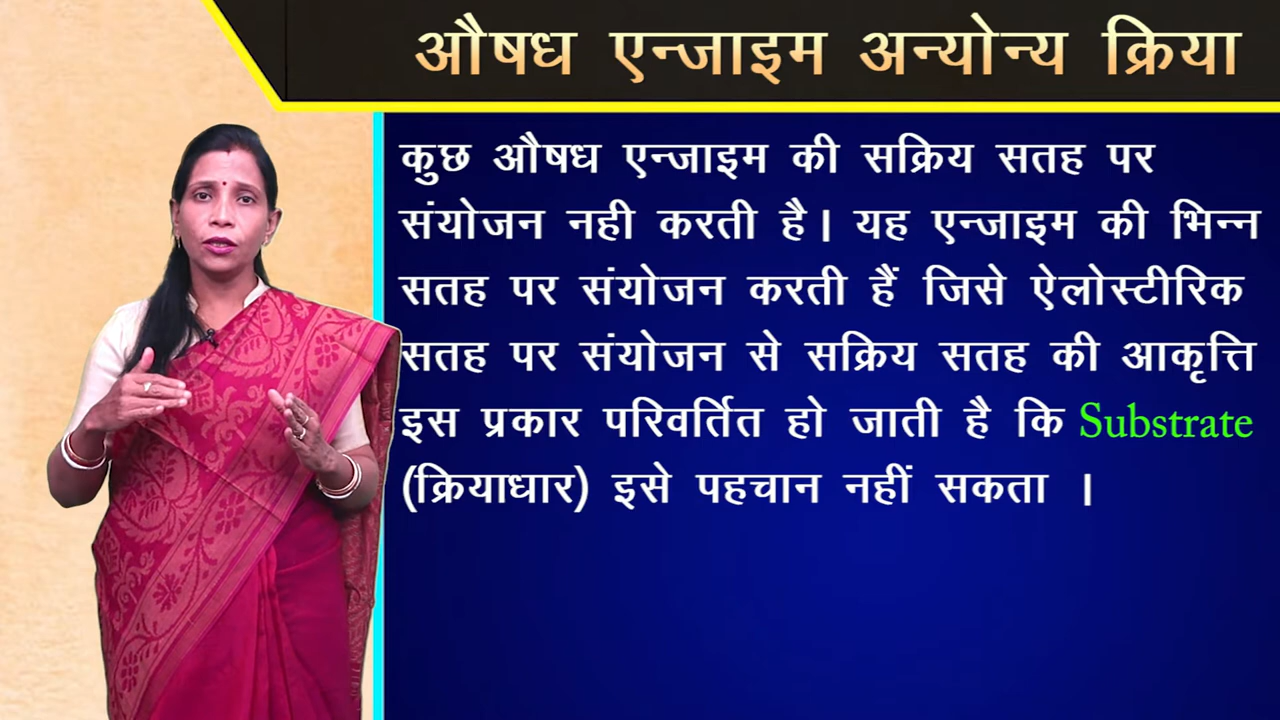 औषध एन्जाइम अन्योन्य क्रिया
कुछ औषध एन्जाइम की सक्रिय सतह पर
संयोजन नही करती है। यह एन्जाइम की भिन्न
सतह पर संयोजन करती हैं जिसे ऐलोस्टीरिक
सतह पर संयोजन से सक्रिय सतह की आकृत्ति
इस प्रकार परिवर्तित हो जाती है कि Substrate
(क्रियाधार) इसे पहचान नहीं सकता ।